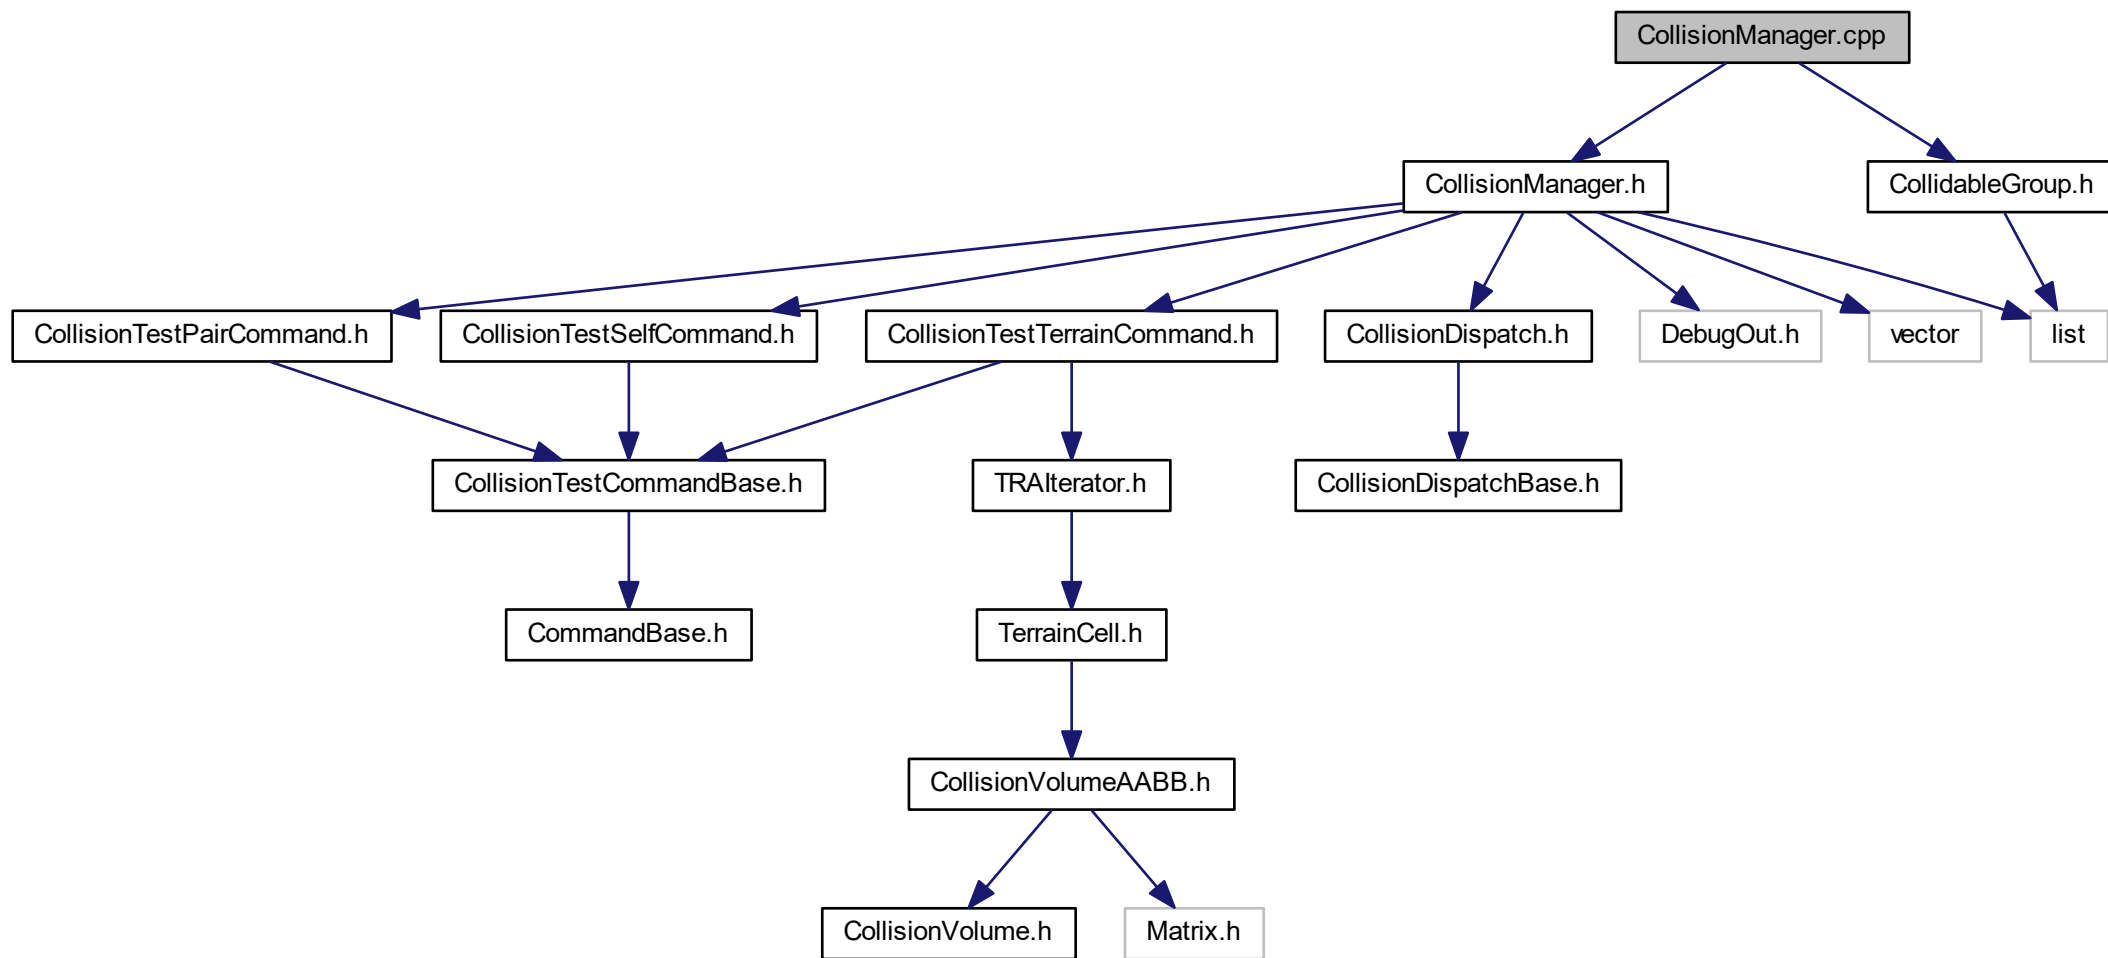 CollisionManager.cpp
CollisionManager.h
CollidableGroup.h
CollisionTestPairCommand.h
CollisionTestSelfCommand.h
CollisionTestTerrainCommand.h
CollisionDispatch.h
DebugOut.h
vector
list
CollisionTestCommandBase.h
TRAIterator.h
CollisionDispatchBase.h
CommandBase.h
TerrainCell.h
CollisionVolumeAABB.h
CollisionVolume.h
Matrix.h